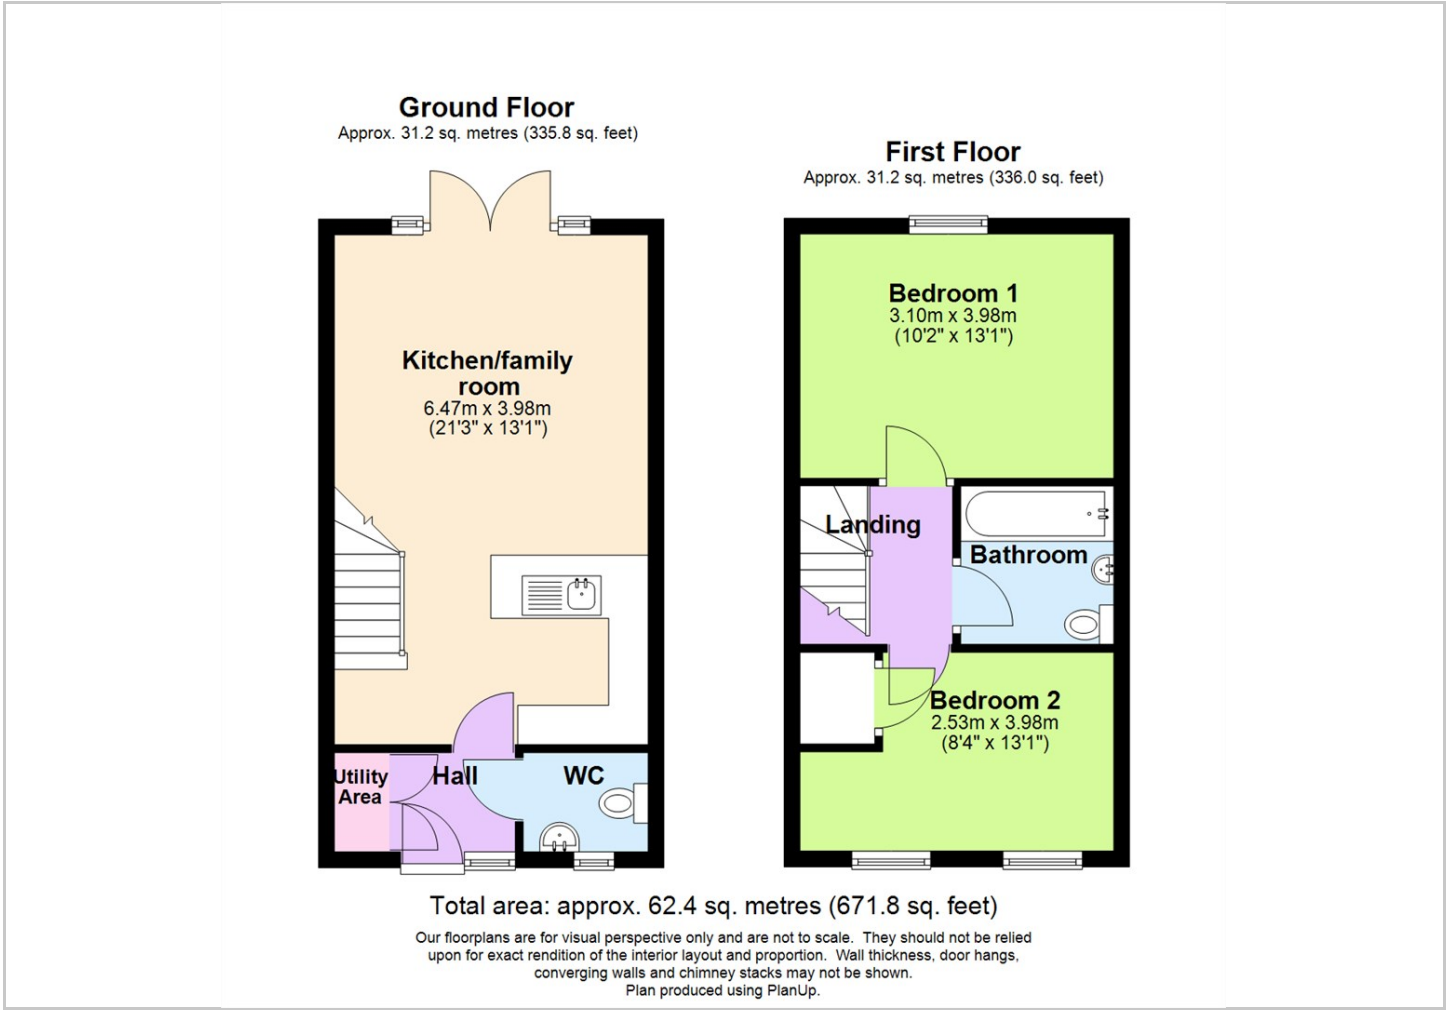 Ground Floor
Approx. 31.2 sq. metres (335.8 sq. feet)
Kitchen/family
room
6.47m x 3.98m
(21'3" x 13'1")
Utility
Area
Hall
WC
First Floor
Approx. 31.2 sq. metres (336.0 sq. feet)
Bedroom 1
3.10m x 3.98m
(10'2" x 13'1")
Landing
Bathroom
Bedroom 2
2.53m x 3.98m
(8'4" x 13'1")
Total area: approx. 62.4 sq. metres (671.8 sq. feet)
Our floorplans are for visual perspective only and are not to scale. They should not be relied
upon for exact rendition of the interior layout and proportion. Wall thickness, door hangs,
converging walls and chimney stacks may not be shown.
Plan produced using PlanUp.